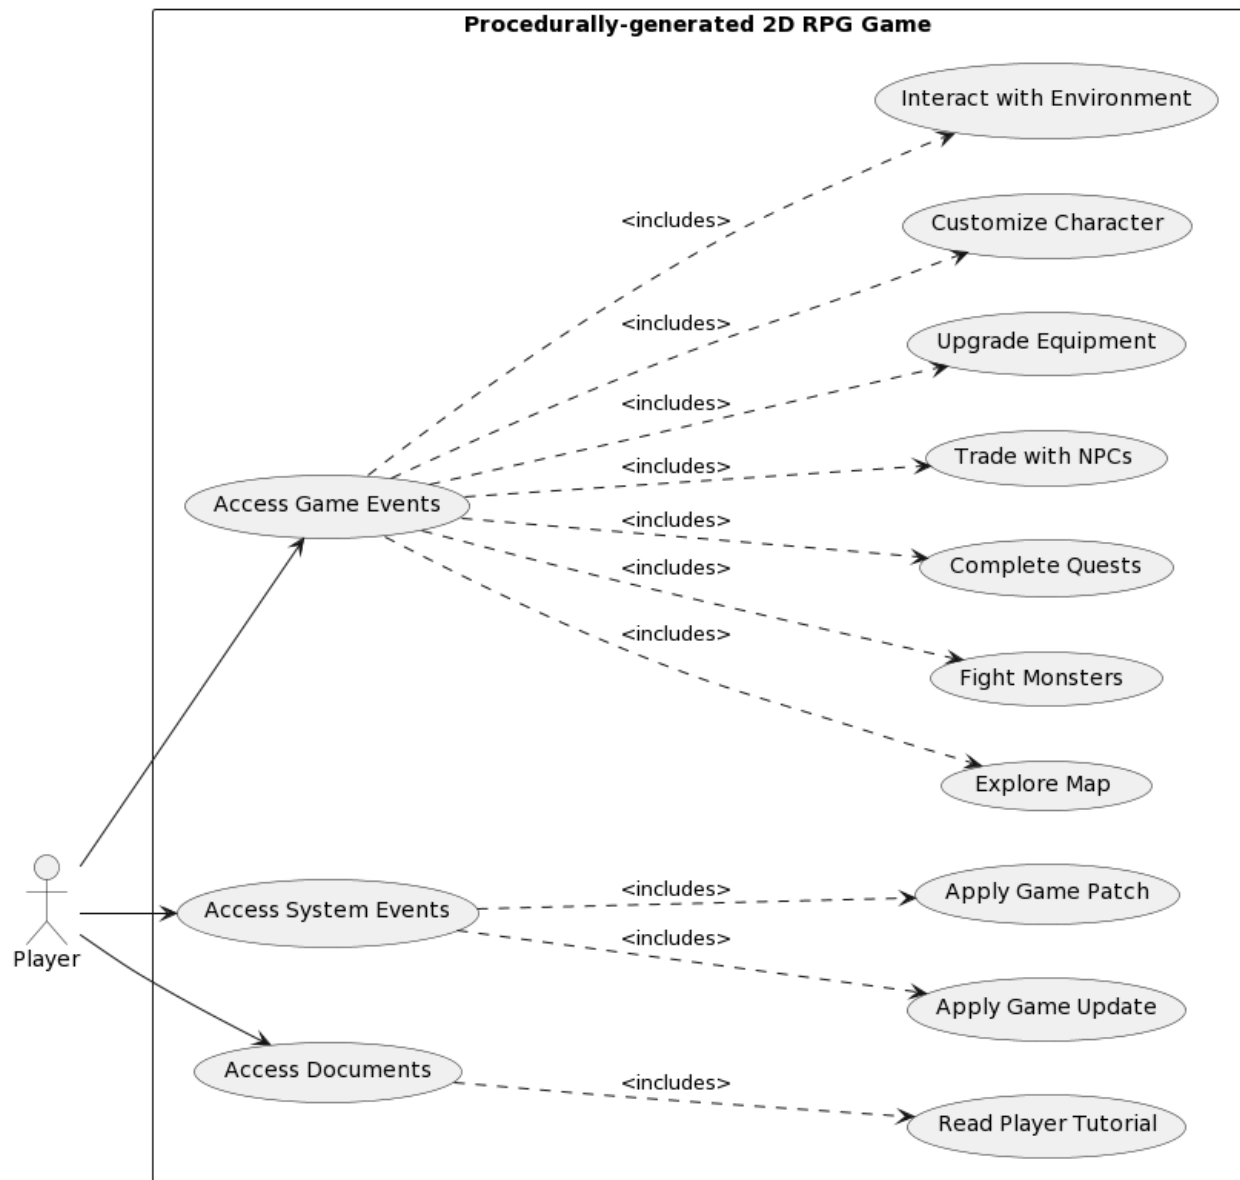 Procedurally-generated 2D RPG Game
Interact with Environment
<includes>
Customize Character
<includes>
Upgrade Equipment
<includes>
Trade with NPCs
<includes>
Access Game Events
<includes>
Complete Quests
<includes>
<includes>
Fight Monsters
Explore Map
<includes>
Apply Game Patch
Access System Events
<includes>
Player
Apply Game Update
Access Documents
<includes>
Read Player Tutorial